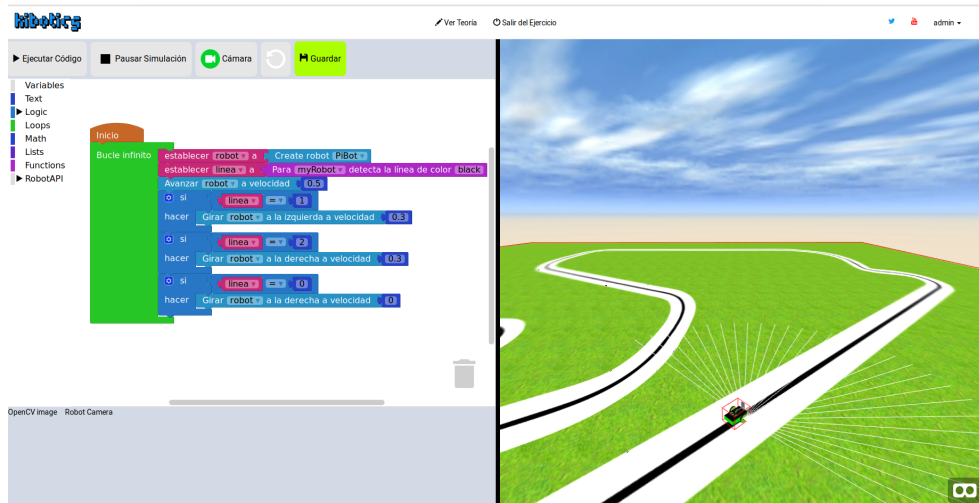 kibotics
Ver Teoría Salir del Ejercicio admin
Ejecutar Código Pausar Simulación Cámara Guardar
Variables
Text
Logic
Loops
Math
Lists
Functions
RobotAPI
Inicio
Bucle infinito
establecer robot a Create robot PiBot
establecer linea a Para myRobot detecta la línea de color black
Avanzar robot a velocidad 0.5
si linea = 1
hacer Girar robot a la izquierda a velocidad 0.3
si linea = 2
hacer Girar robot a la derecha a velocidad 0.3
si linea = 0
hacer Girar robot a la derecha a velocidad 0
OpenCV image Robot Camera